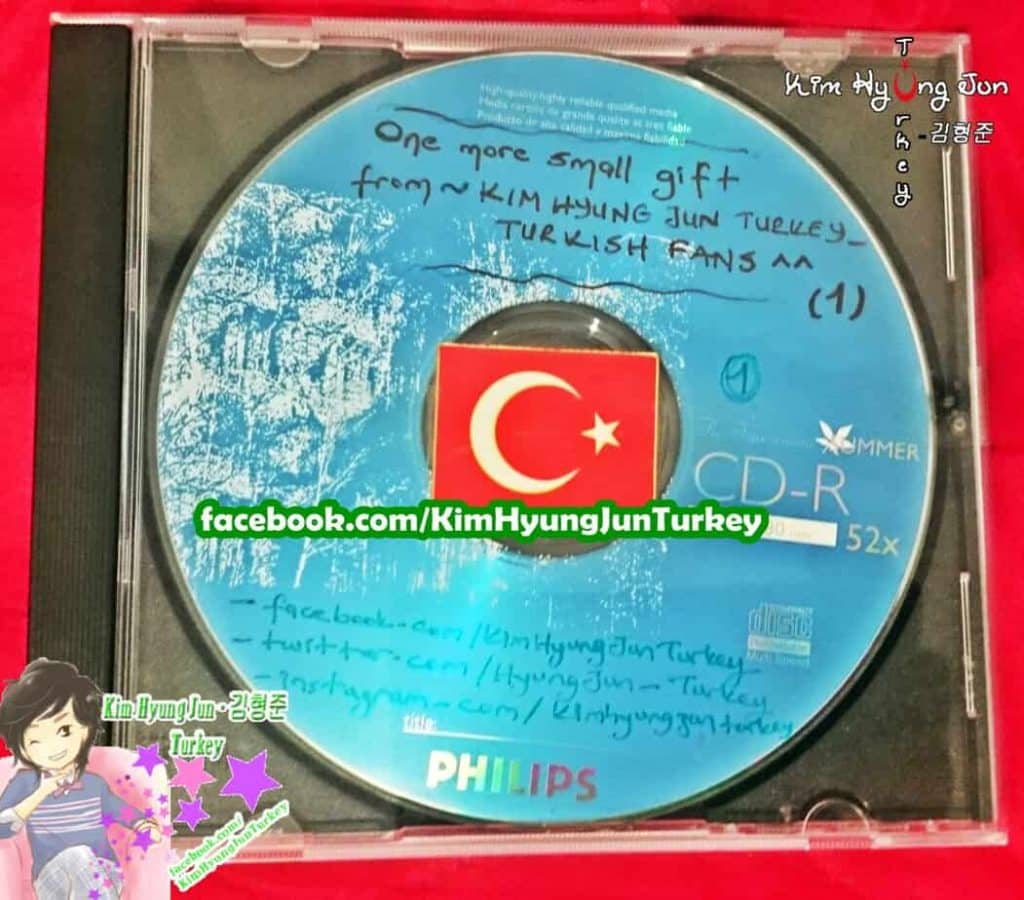 Kim Hyung Jun
Turkey
-김형준
High-quality, highly reliable qualified media
One more small gift
from ~ KIM HYUNG JUN TURKEY -
TURKISH FANS ^^
(1)
1
SUMMER
CD-R
52x
facebook.com/KimHyungJunTurkey
disc
- facebook.com/KimHyungJunTurkey
- twitter.com/HyungJun_Turkey
- instagram.com/kimhyungjunturkey
title:
PHILIPS
Kim Hyung Jun - 김형준
Turkey
facebook.com/
KimHyungJunTurkey